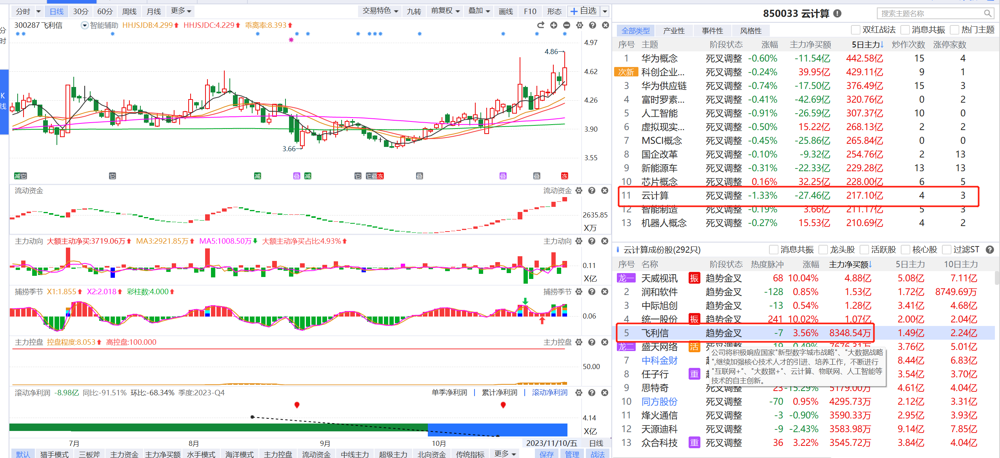 分时 日线 30分 60分 周线 月线 更多 交易特色 九转 前复权 叠加 画线 F10 形态 自选
分时
K线
300287 飞利信 智能辅助 HHJSJDB:4.299 HHJSJDC:4.229 乖离率:8.393
4.97
4.86
4.62
4.26
3.90
3.66
3.55
减 它 它 减 叠 减 它 它 叠 冻 叠 叠 叠 冻
流动资金 流动资金
2635.85
X万
主力动向 大额主动净买:3719.06万 MA3:2921.85万 MA5:1008.50万 大额主动净买占比:4.93% 主力动向
0.11
X亿
捕捞季节 X1:1.855 X2:2.018 彩柱数:4.000 捕捞季节
0.06
主力控盘 控盘程度:8.053 高控盘:100.000 主力控盘
50.00
滚动净利润 -8.98亿 同比:-91.51% 环比:-68.34% 季度:2023-Q4 单季净利润 累计净利润 滚动净利润
4.14
X亿
7月 8月 9月 10月 2023/11/10/五 日线
默认 猎手模式 三板斧 主力资金 主力净买额 水手模式 海洋模式 主力控盘 流动资金 中线主力 超级主力 北向资金 传统指标 更多 保存 管理 战法
850033 云计算 搜索主题名称
全部类型 产业性 事件性 风格性 双红战法 消息共振 热门主题
序号 主题 阶段状态 涨幅 主力净买额 5日主力↓ 炒作次数 涨停家数
1 华为概念 死叉调整 -0.60% -11.54亿 442.58亿 15 4
次新 科创企业... 死叉调整 -0.24% 39.95亿 429.11亿 9 1
3 华为供应链 死叉调整 -0.74% -17.50亿 376.49亿 15 3
4 富时罗素... 死叉调整 -0.41% -42.69亿 320.76亿 0 2
5 人工智能 死叉调整 -0.91% -26.59亿 307.37亿 10 0
6 虚拟现实... 死叉调整 -0.50% 15.22亿 268.13亿 2 2
7 MSCI概念 死叉调整 -0.45% -25.86亿 265.84亿 0 0
8 国企改革 死叉调整 -0.10% -9.32亿 254.76亿 2 13
9 新能源车 死叉调整 -0.31% -22.33亿 229.28亿 13 13
10 芯片概念 死叉调整 0.16% 32.25亿 228.00亿 6 5
11 云计算 死叉调整 -1.33% -27.46亿 217.10亿 4 3
12 智能制造 死叉调整 -0.19% 3.66亿 211.17亿 5 3
13 机器人概念 死叉调整 -0.27% 15.53亿 210.69亿 4 2
云计算成份股(292只) 消息共振 龙头股 活跃股 核心股 过滤ST
序号 名称 阶段状态 热度脉冲 涨幅 主力净买额↓ 5日主力 10日主力
龙一 天威视讯 振 趋势金叉 68 10.04% 4.88亿 5.08亿 7.11亿
2 润和软件 趋势金叉 -128 0.85% 1.53亿 1.72亿 8749.69万
3 中际旭创 趋势金叉 -13 0.54% 1.28亿 3.41亿 4.68亿
4 统一股份 振 趋势金叉 241 10.02% 1.07亿 2.00亿 2.04亿
5 飞利信 趋势金叉 -7 3.56% 8348.54万 1.49亿 2.24亿
龙二 盛天网络 活 死叉调整 19 0.49% 7676.31万 3.76亿 5.01亿
公司将积极响应国家"新型数字城市战略"、"大数据战略
",继续加强核心技术人才的引进、培养工作，不断进行
"互联网+"、"大数据+"、云计算、物联网、人工智能等
技术的自主创新。
7 中科金财 8.44亿 6.83亿
8 任子行 重 3.54亿 3.70亿
9 思特奇 死叉调整 23 -15.29% 5179.00万 4.61亿 4.04亿
10 同方股份 死叉调整 -70 0.95% 4295.73万 2.12亿 3.31亿
11 烽火通信 死叉调整 -3 -0.90% 3590.33万 2.95亿 3.93亿
12 天源迪科 死叉调整 -9 -2.43% 3583.98万 9.14亿 7.85亿
13 众合科技 重 死叉调整 36 3.22% 3545.72万 3.84亿 4.04亿